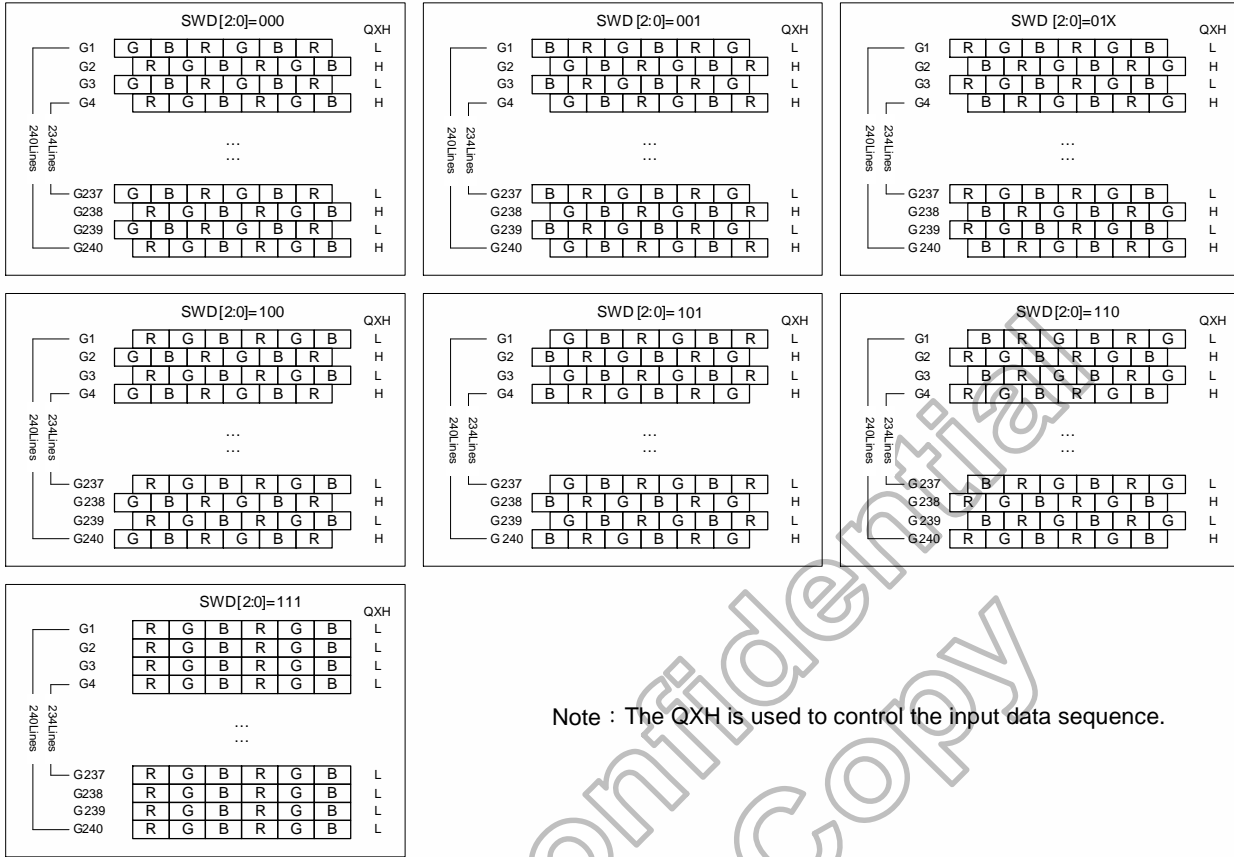 SWD[2:0]=000
QXH
G1 G B R G B R L
G2 R G B R G B H
G3 G B R G B R L
G4 R G B R G B H
240Lines
234Lines
...
...
G237 G B R G B R L
G238 R G B R G B H
G239 G B R G B R L
G240 R G B R G B H
SWD[2:0]=001
QXH
G1 B R G B R G L
G2 G B R G B R H
G3 B R G B R G L
G4 G B R G B R H
240Lines
234Lines
...
...
G237 B R G B R G L
G238 G B R G B R H
G239 B R G B R G L
G240 G B R G B R H
SWD [2:0]=01X
QXH
G1 R G B R G B L
G2 B R G B R G H
G3 R G B R G B L
G4 B R G B R G H
240Lines
234Lines
...
...
G237 R G B R G B L
G238 B R G B R G H
G239 R G B R G B L
G240 B R G B R G H
SWD[2:0]=100
QXH
G1 R G B R G B L
G2 G B R G B R H
G3 R G B R G B L
G4 G B R G B R H
240Lines
234Lines
...
...
G237 R G B R G B L
G238 G B R G B R H
G239 R G B R G B L
G240 G B R G B R H
SWD[2:0]=101
QXH
G1 G B R G B R L
G2 B R G B R G H
G3 G B R G B R L
G4 B R G B R G H
240Lines
234Lines
...
...
G237 G B R G B R L
G238 B R G B R G H
G239 G B R G B R L
G240 B R G B R G H
SWD[2:0]=110
QXH
G1 B R G B R G L
G2 R G B R G B H
G3 B R G B R G L
G4 R G B R G B H
240Lines
234Lines
...
...
G237 B R G B R G L
G238 R G B R G B H
G239 B R G B R G L
G240 R G B R G B H
SWD[2:0]=111
QXH
G1 R G B R G B L
G2 R G B R G B L
G3 R G B R G B L
G4 R G B R G B L
240Lines
234Lines
...
...
G237 R G B R G B L
G238 R G B R G B L
G239 R G B R G B L
G240 R G B R G B L
Note：The QXH is used to control the input data sequence.
Copy